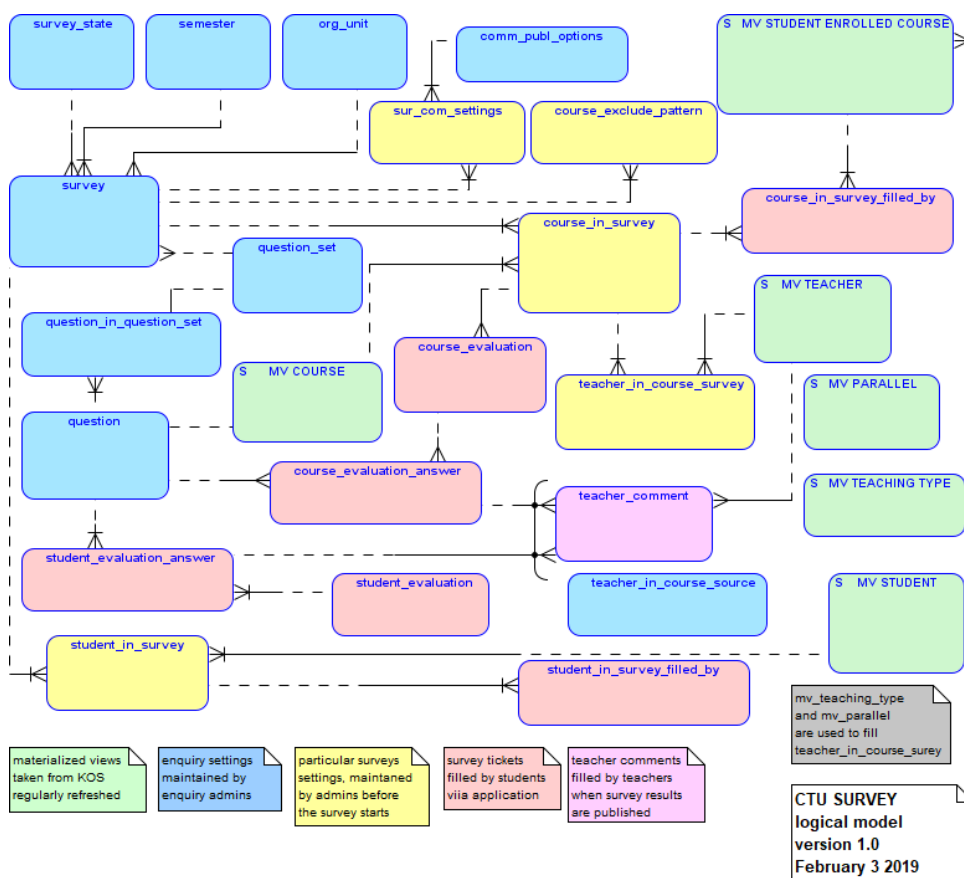 survey_state
semester
org_unit
comm_publ_options
S MV STUDENT ENROLLED COURSE
sur_com_settings
course_exclude_pattern
survey
course_in_survey_filled_by
course_in_survey
question_set
S MV TEACHER
question_in_question_set
course_evaluation
S MV COURSE
teacher_in_course_survey
S MV PARALLEL
question
course_evaluation_answer
teacher_comment
S MV TEACHING TYPE
student_evaluation_answer
student_evaluation
teacher_in_course_source
S MV STUDENT
student_in_survey
student_in_survey_filled_by
mv_teaching_type
and mv_parallel
are used to fill
teacher_in_course_surey
materialized views
taken from KOS
regularly refreshed
enquiry settings
maintained by
enquiry admins
particular surveys
settings, maintaned
by admins before
the survey starts
survey tickets
filled by students
viia application
teacher comments
filled by teachers
when survey results
are published
CTU SURVEY
logical model
version 1.0
February 3 2019